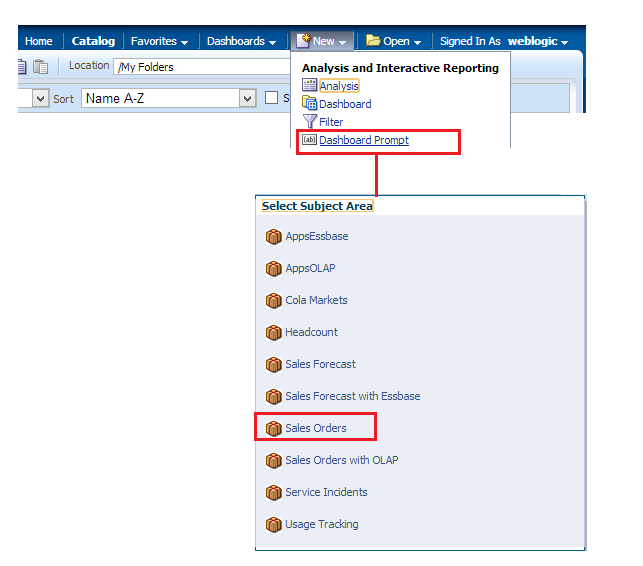 Home Catalog Favorites Dashboards New Open Signed In As weblogic
Location /My Folders
Sort Name A-Z S
Analysis and Interactive Reporting
Analysis
Dashboard
Filter
(ab) Dashboard Prompt
Select Subject Area
AppsEssbase
AppsOLAP
Cola Markets
Headcount
Sales Forecast
Sales Forecast with Essbase
Sales Orders
Sales Orders with OLAP
Service Incidents
Usage Tracking